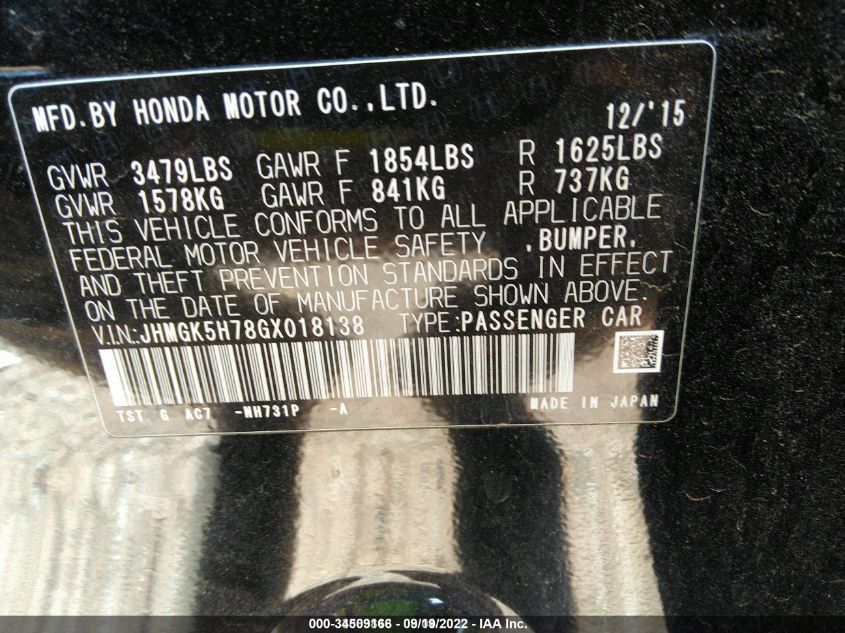 MFD.BY HONDA MOTOR CO.,LTD. 12/'15
GVWR 3479LBS GAWR F 1854LBS R 1625LBS
GVWR 1578KG GAWR F 841KG R 737KG
THIS VEHICLE CONFORMS TO ALL APPLICABLE
FEDERAL MOTOR VEHICLE SAFETY ,BUMPER,
AND THEFT PREVENTION STANDARDS IN EFFECT
ON THE DATE OF MANUFACTURE SHOWN ABOVE.
V.IN.:JHMGK5H78GX018138 TYPE:PASSENGER CAR
TST G AC7 -NH731P -A MADE IN JAPAN
000-34509166 - 09/19/2022 - IAA Inc.